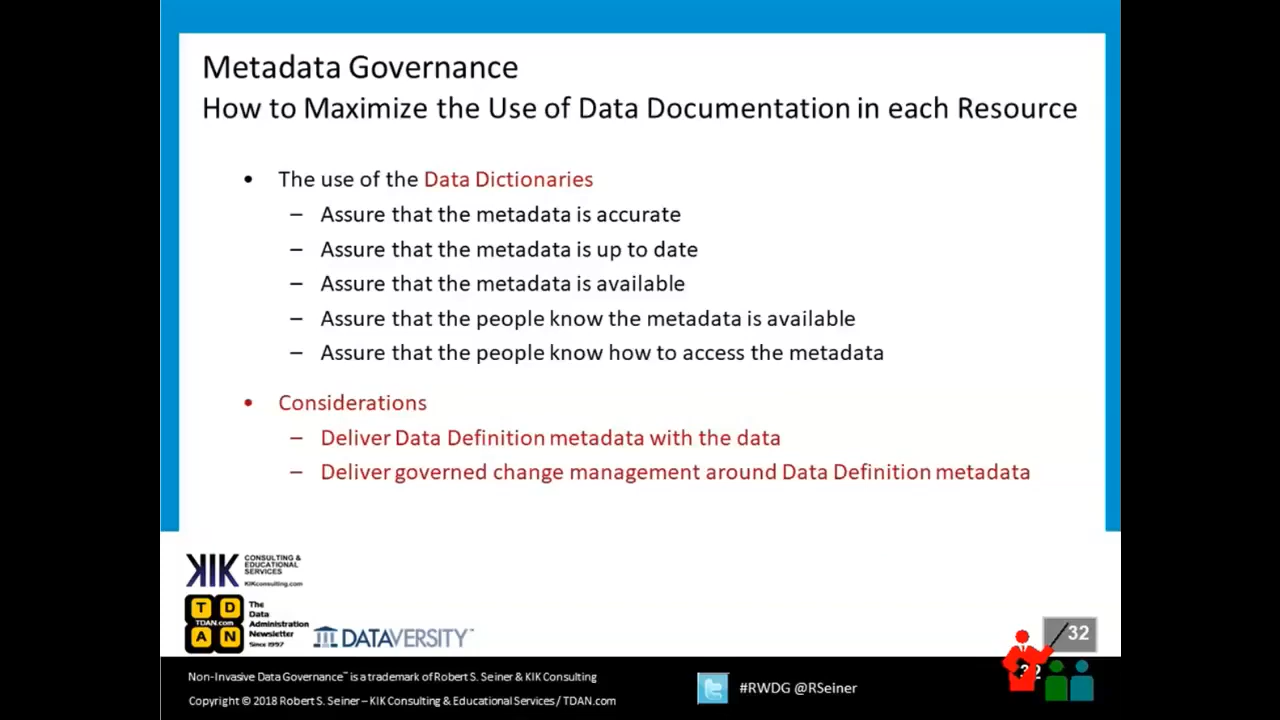 Metadata Governance
How to Maximize the Use of Data Documentation in each Resource
• The use of the Data Dictionaries
– Assure that the metadata is accurate
– Assure that the metadata is up to date
– Assure that the metadata is available
– Assure that the people know the metadata is available
– Assure that the people know how to access the metadata
• Considerations
– Deliver Data Definition metadata with the data
– Deliver governed change management around Data Definition metadata
KIK CONSULTING &
EDUCATIONAL
SERVICES
KIKconsulting.com
T D
TDAN.com
A N
The
Data
Administration
Newsletter
Since 1997
DATAVERSITY™
32
32
Non-Invasive Data Governance™ is a trademark of Robert S. Seiner & KIK Consulting
Copyright © 2018 Robert S. Seiner – KIK Consulting & Educational Services / TDAN.com
#RWDG @RSeiner